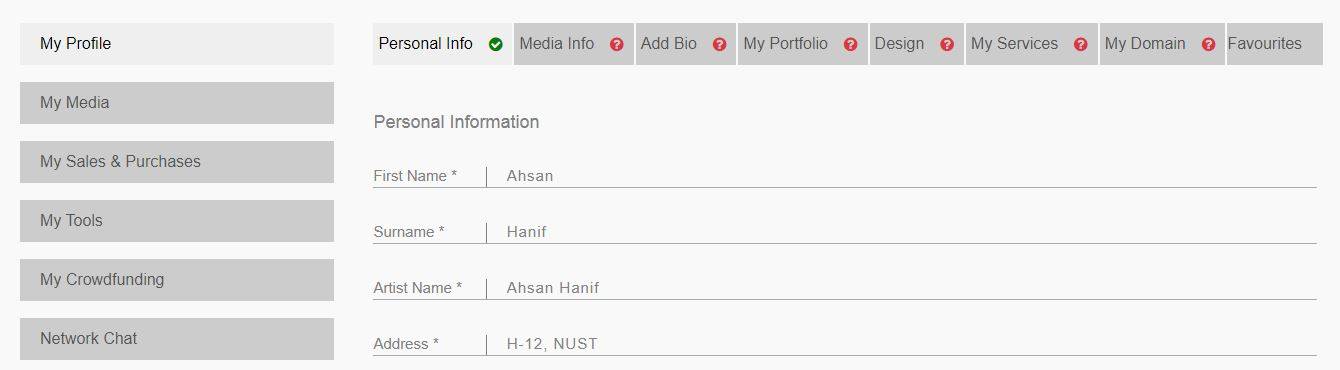 My Profile
My Media
My Sales & Purchases
My Tools
My Crowdfunding
Network Chat
Personal Info Media Info Add Bio My Portfolio Design My Services My Domain Favourites
Personal Information
First Name * Ahsan
Surname * Hanif
Artist Name * Ahsan Hanif
Address * H-12, NUST